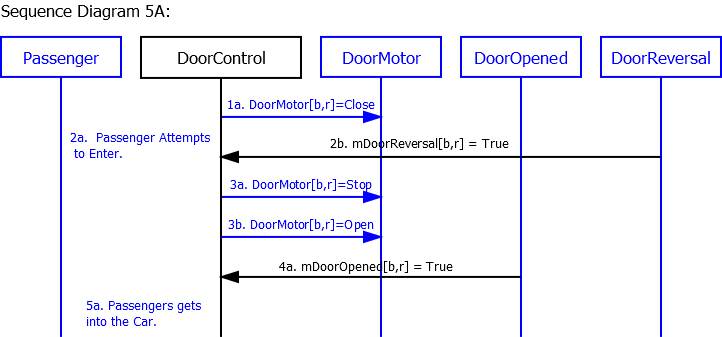 Sequence Diagram 5A:
Passenger
DoorControl
DoorMotor
DoorOpened
DoorReversal
1a. DoorMotor[b,r]=Close
2a.  Passenger Attempts
to Enter.
2b. mDoorReversal[b,r] = True
3a. DoorMotor[b,r]=Stop
3b. DoorMotor[b,r]=Open
4a. mDoorOpened[b,r] = True
5a. Passengers gets
into the Car.